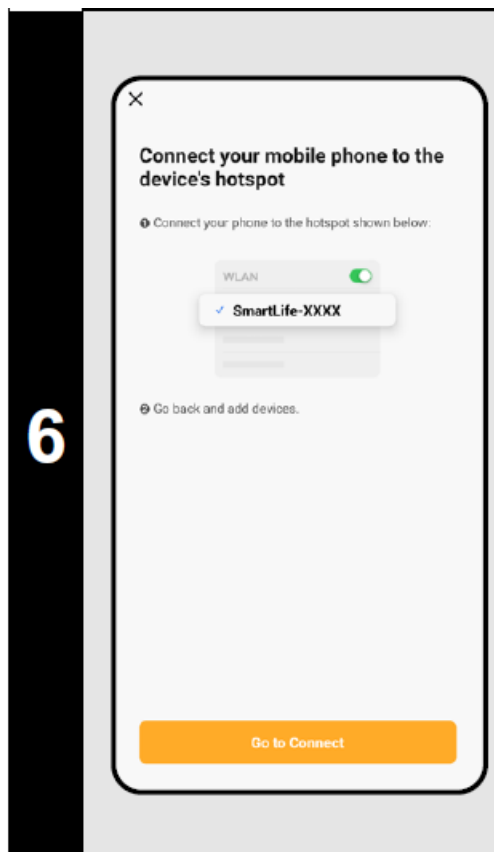 6
Connect your mobile phone to the
device's hotspot
❶ Connect your phone to the hotspot shown below:
WLAN
✓ SmartLife-XXXX
❷ Go back and add devices.
Go to Connect